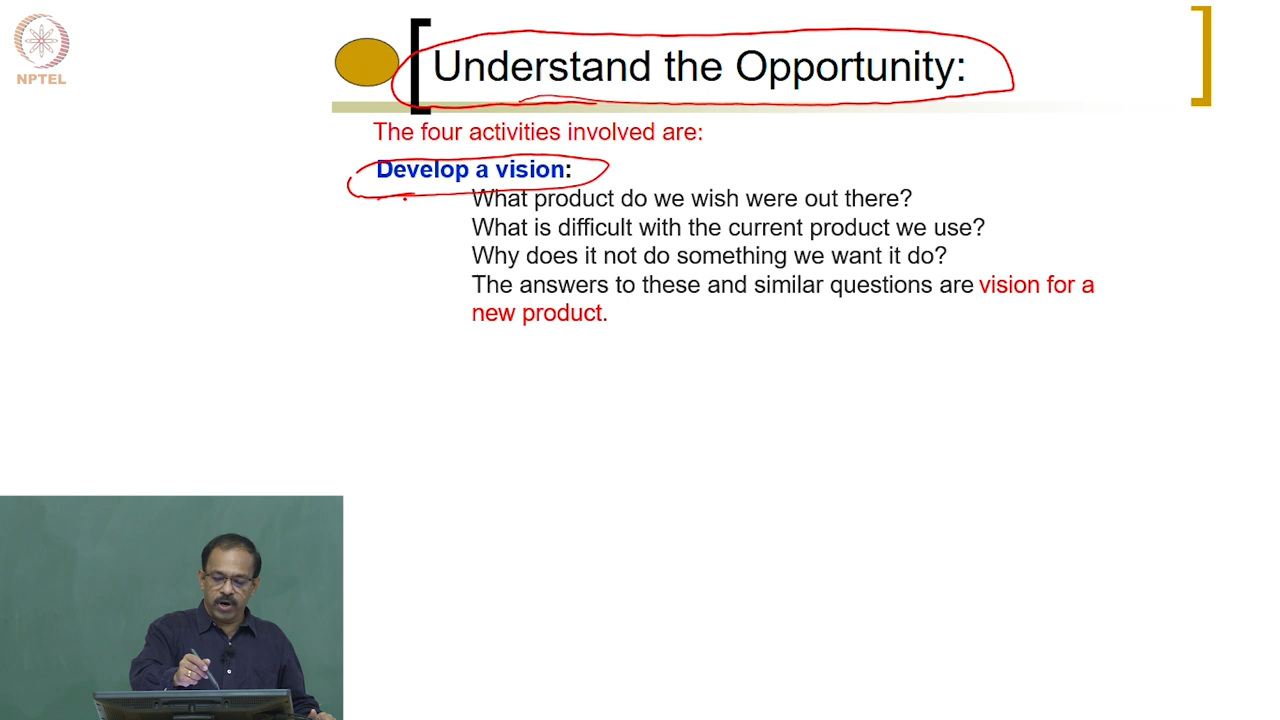 NPTEL
Understand the Opportunity:
The four activities involved are:
Develop a vision:
What product do we wish were out there?
What is difficult with the current product we use?
Why does it not do something we want it do?
The answers to these and similar questions are vision for a
new product.